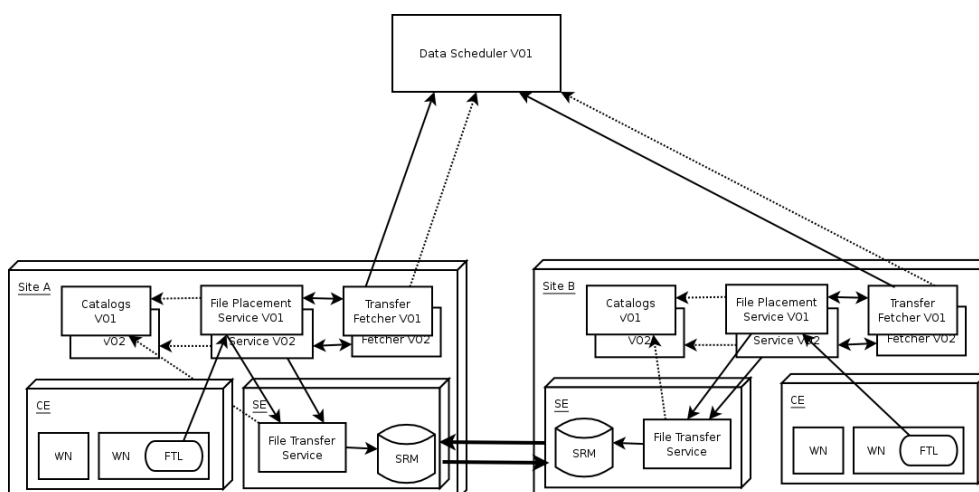 Data Scheduler VO1
Site A
Catalogs
VO1
VO2
File Placement
Service VO1
Service VO2
Transfer
Fetcher VO1
Fetcher VO2
CE
WN
WN
FTL
SE
File Transfer
Service
SRM
Site B
Catalogs
VO1
VO2
File Placement
Service VO1
Service VO2
Transfer
Fetcher VO1
Fetcher VO2
SE
SRM
File Transfer
Service
CE
WN
WN
FTL